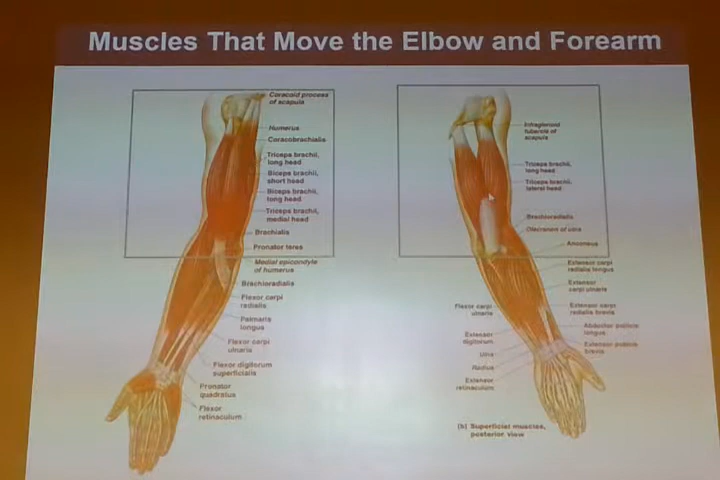 Muscles That Move the Elbow and Forearm
Coracoid process
of scapula
Humerus
Coracobrachialis
Triceps brachii,
long head
Biceps brachii,
short head
Biceps brachii,
long head
Triceps brachii,
medial head
Brachialis
Pronator teres
Medial epicondyle
of humerus
Brachioradialis
Flexor carpi
radialis
Palmaris
longus
Flexor carpi
ulnaris
Flexor digitorum
superficialis
Pronator
quadratus
Flexor
retinaculum
Infraglenoid
tubercle of
scapula
Triceps brachii,
long head
Triceps brachii,
lateral head
Brachioradialis
Olecranon of ulna
Anconeus
Extensor carpi
radialis longus
Extensor
carpi ulnaris
Flexor carpi
ulnaris
Extensor carpi
radialis brevis
Abductor pollicis
longus
Extensor
digitorum
Extensor pollicis
brevis
Ulna
Radius
Extensor
retinaculum
(b) Superficial muscles,
posterior view